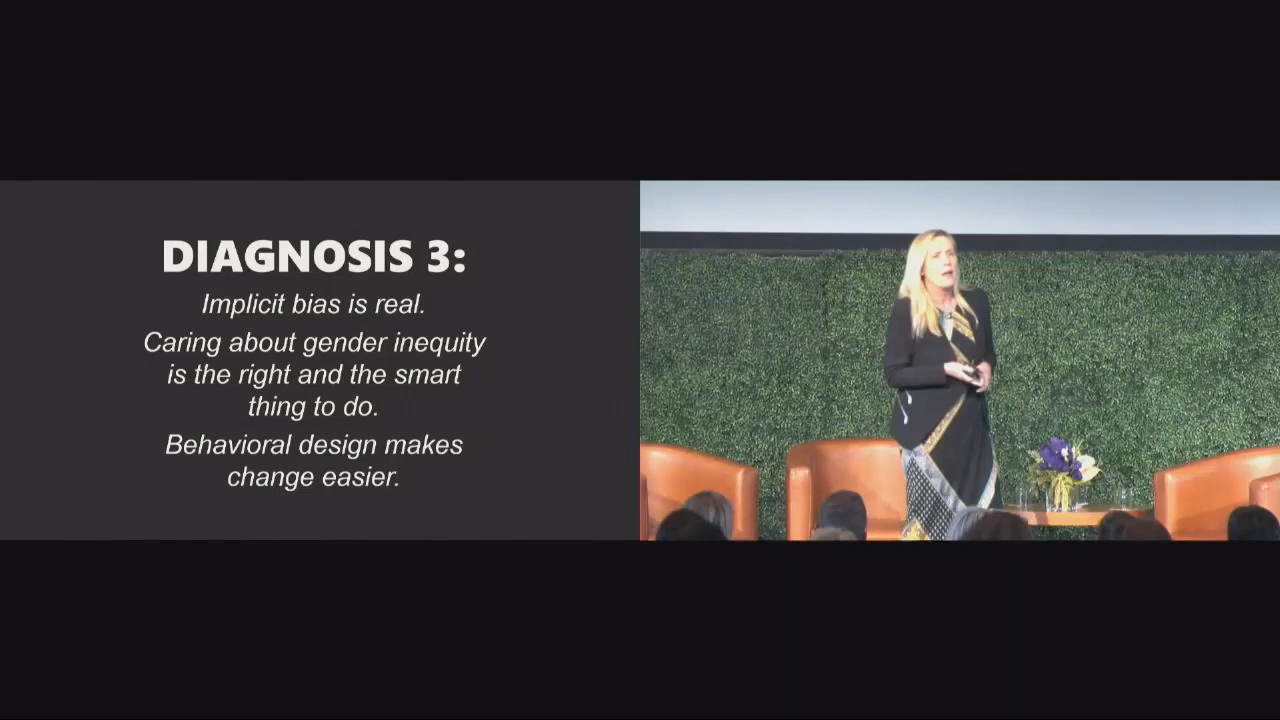 DIAGNOSIS 3:
Implicit bias is real.
Caring about gender inequity
is the right and the smart
thing to do.
Behavioral design makes
change easier.